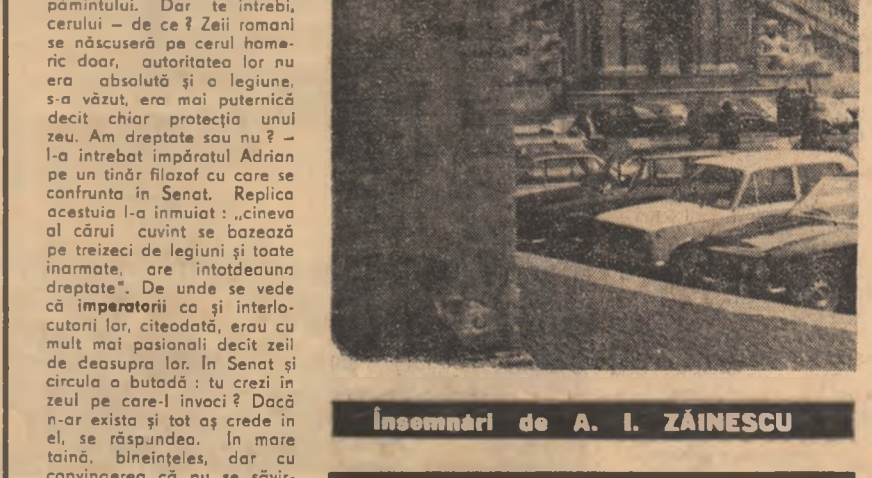 pămîntului. Dar te întrebi,
cerului — de ce ? Zeii romani
se născuseră pe cerul home-
ric doar, autoritatea lor nu
era absolută și o legiune,
s-a văzut, era mai puternică
decît chiar protecția unui
zeu. Am dreptate sau nu ? —
l-a întrebat împăratul Adrian
pe un tînăr filozof cu care se
confrunta în Senat. Replica
acestuia l-a înmuiat : „cineva
al cărui cuvînt se bazează
pe treizeci de legiuni și toate
înarmate, are întotdeauna
dreptate". De unde se vede
că imperatorii ca și interlo-
cutorii lor, cîteodată, erau cu
mult mai pasionali decît zeii
de deasupra lor. În Senat și
circula o butadă : tu crezi în
zeul pe care-l invoci ? Dacă
n-ar exista și tot aș crede în
el, se răspundea. În mare
taină, bineînțeles, dar cu
convingerea că nu se săvîr-
Însemnări de A. I. ZĂINESCU